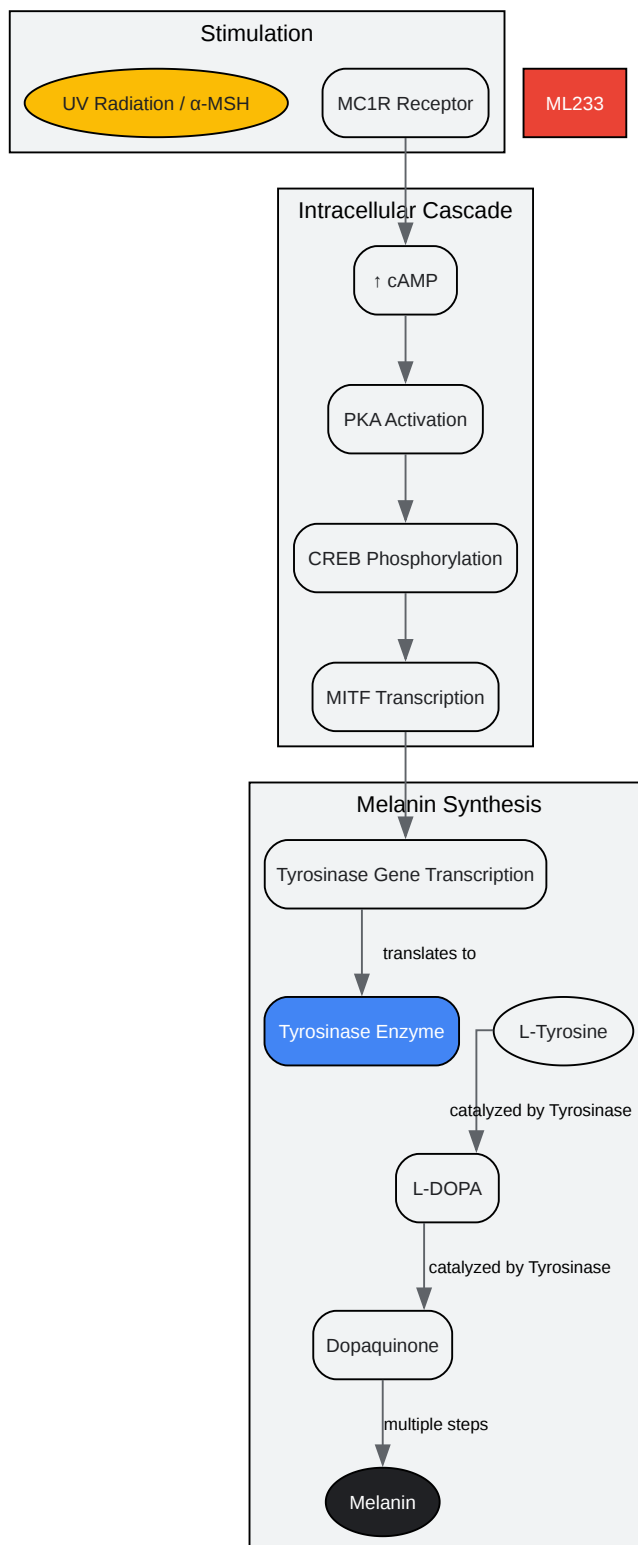 Stimulation
UV Radiation / α-MSH
MC1R Receptor
ML233
Intracellular Cascade
↑ cAMP
PKA Activation
CREB Phosphorylation
MITF Transcription
Melanin Synthesis
Tyrosinase Gene Transcription
translates to
Tyrosinase Enzyme
L-Tyrosine
catalyzed by Tyrosinase
L-DOPA
catalyzed by Tyrosinase
Dopaquinone
multiple steps
Melanin